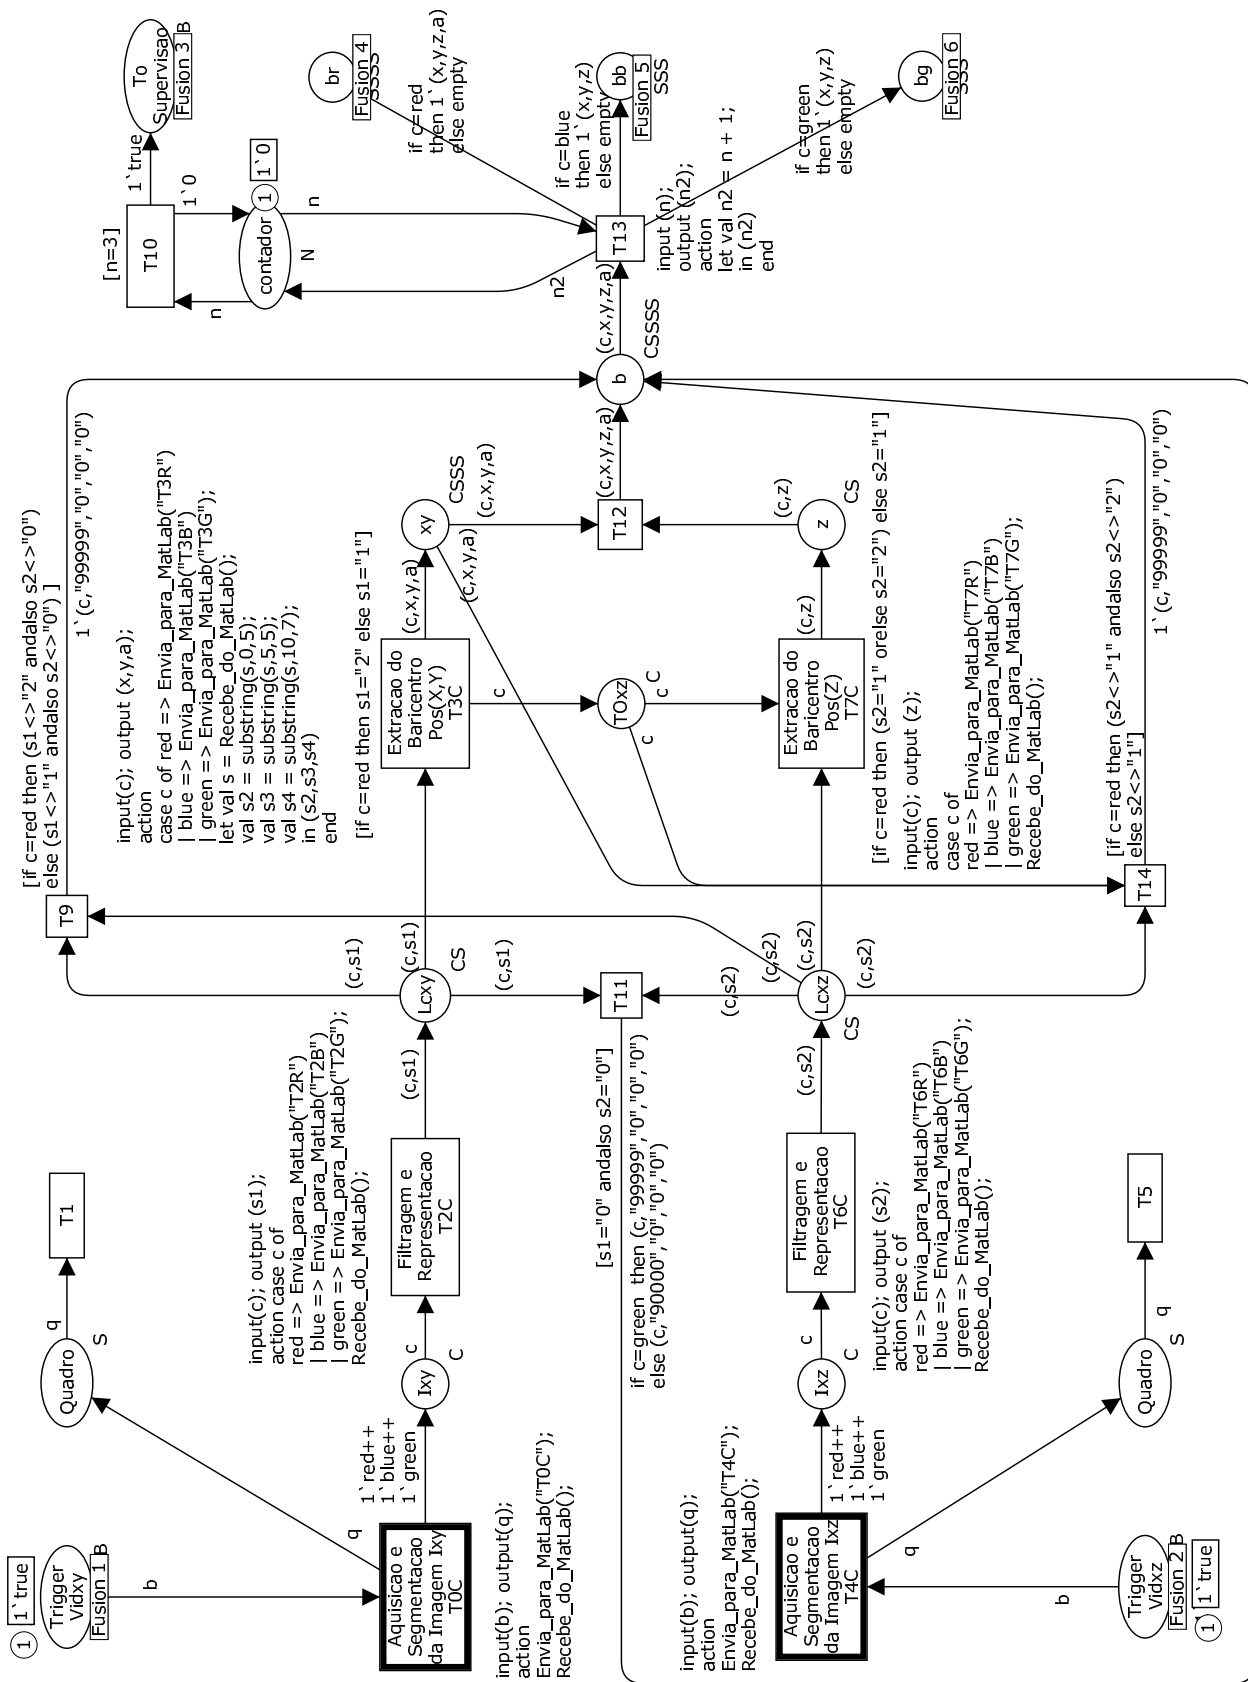 1
1`true
Trigger
Vidxy
Fusion 1
B
b
Aquisicao e
Segmentacao
da Imagem Ixy
T0C
input(b); output(q);
action
Envia_para_MatLab("T0C");
Recebe_do_MatLab();
q
Quadro
S
q
T1
1`red++
1`blue++
1`green
Ixy
C
c
input(c); output (s1);
action case c of
red => Envia_para_MatLab("T2R")
| blue => Envia_para_MatLab("T2B")
| green => Envia_para_MatLab("T2G");
Recebe_do_MatLab();
Filtragem e
Representacao
T2C
(c,s1)
Lcxy
CS
(c,s1)
(c,s1)
(c,s1)
T9
[if c=red then (s1<>"2" andalso s2<>"0")
else (s1<>"1" andalso s2<>"0") ]
1`(c,"99999","0","0","0")
input(c); output (x,y,a);
action
case c of red => Envia_para_MatLab("T3R")
| blue => Envia_para_MatLab("T3B")
| green => Envia_para_MatLab("T3G");
let val s = Recebe_do_MatLab();
val s2 = substring(s,0,5);
val s3 = substring(s,5,5);
val s4 = substring(s,10,7);
in (s2,s3,s4)
end
[if c=red then s1="2" else s1="1"]
Extracao do
Baricentro
Pos(X,Y)
T3C
(c,x,y,a)
xy
CSSS
(c,x,y,a)
(c,x,y,a)
c
TOxz
C
c
c
T11
[s1="0" andalso s2="0"]
if c=green then (c,"99999","0","0","0")
else (c,"90000","0","0","0")
T12
(c,x,y,z,a)
b
CSSSS
(c,x,y,z,a)
T13
input (n);
output (n2);
action
let val n2 = n + 1;
in (n2)
end
n2
n
contador
N
1
1`0
n
1`0
T10
[n=3]
1`true
To
Supervisao
Fusion 3
B
br
Fusion 4
SSSS
if c=red
then 1`(x,y,z,a)
else empty
bb
Fusion 5
SSS
if c=blue
then 1`(x,y,z)
else empty
bg
Fusion 6
SSS
if c=green
then 1`(x,y,z)
else empty
input(b); output(q);
action
Envia_para_MatLab("T4C");
Recebe_do_MatLab();
Aquisicao e
Segmentacao
da Imagem Ixz
T4C
b
Trigger
Vidxz
Fusion 2
B
1
1`true
q
Quadro
S
q
T5
1`red++
1`blue++
1`green
Ixz
C
c
input(c); output (s2);
action case c of
red => Envia_para_MatLab("T6R")
| blue => Envia_para_MatLab("T6B")
| green => Envia_para_MatLab("T6G");
Recebe_do_MatLab();
Filtragem e
Representacao
T6C
(c,s2)
Lcxz
CS
(c,s2)
(c,s2)
(c,s2)
(c,s2)
[if c=red then (s2="1" orelse s2="2") else s2="1"]
input(c); output (z);
action
case c of
red => Envia_para_MatLab("T7R")
| blue => Envia_para_MatLab("T7B")
| green => Envia_para_MatLab("T7G");
Recebe_do_MatLab();
Extracao do
Baricentro
Pos(Z)
T7C
(c,z)
z
CS
(c,z)
T14
[if c=red then (s2<>"1" andalso s2<>"2")
else s2<>"1"]
1`(c,"99999","0","0","0")